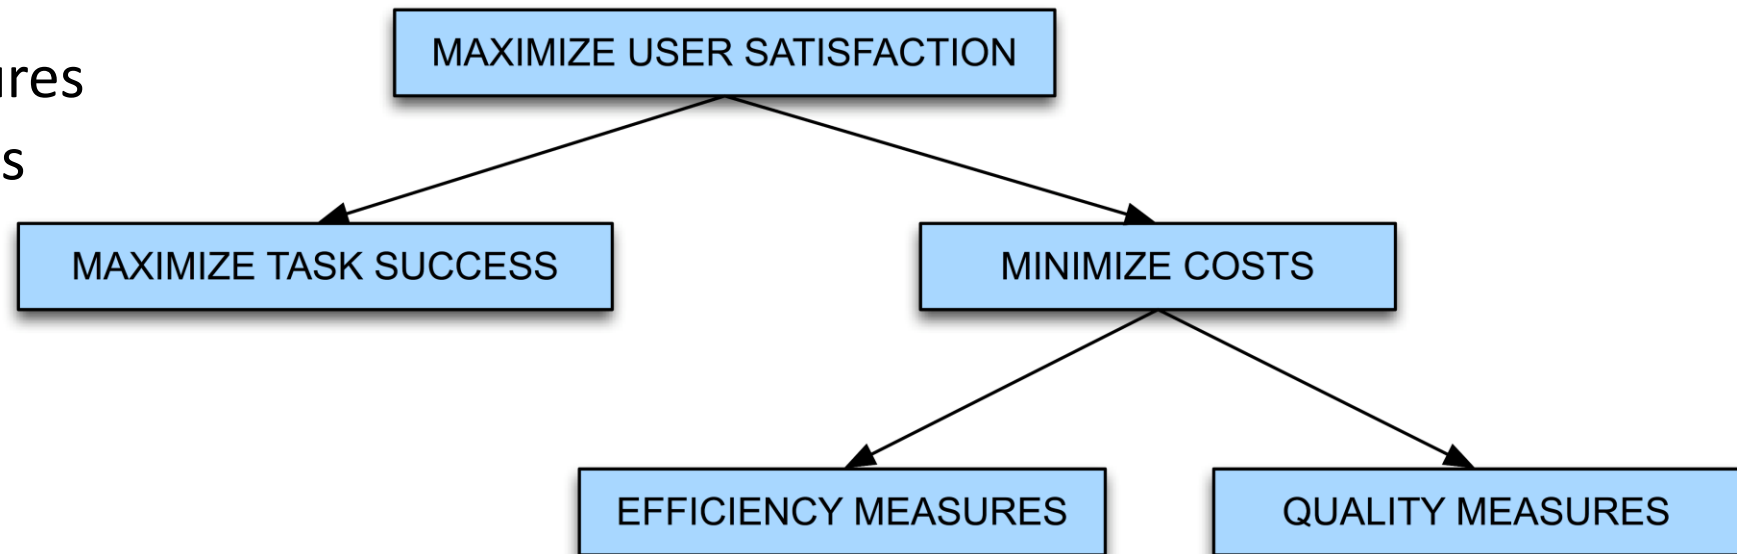 MAXIMIZE USER SATISFACTION
ures
s
MAXIMIZE TASK SUCCESS
MINIMIZE COSTS
EFFICIENCY MEASURES
QUALITY MEASURES